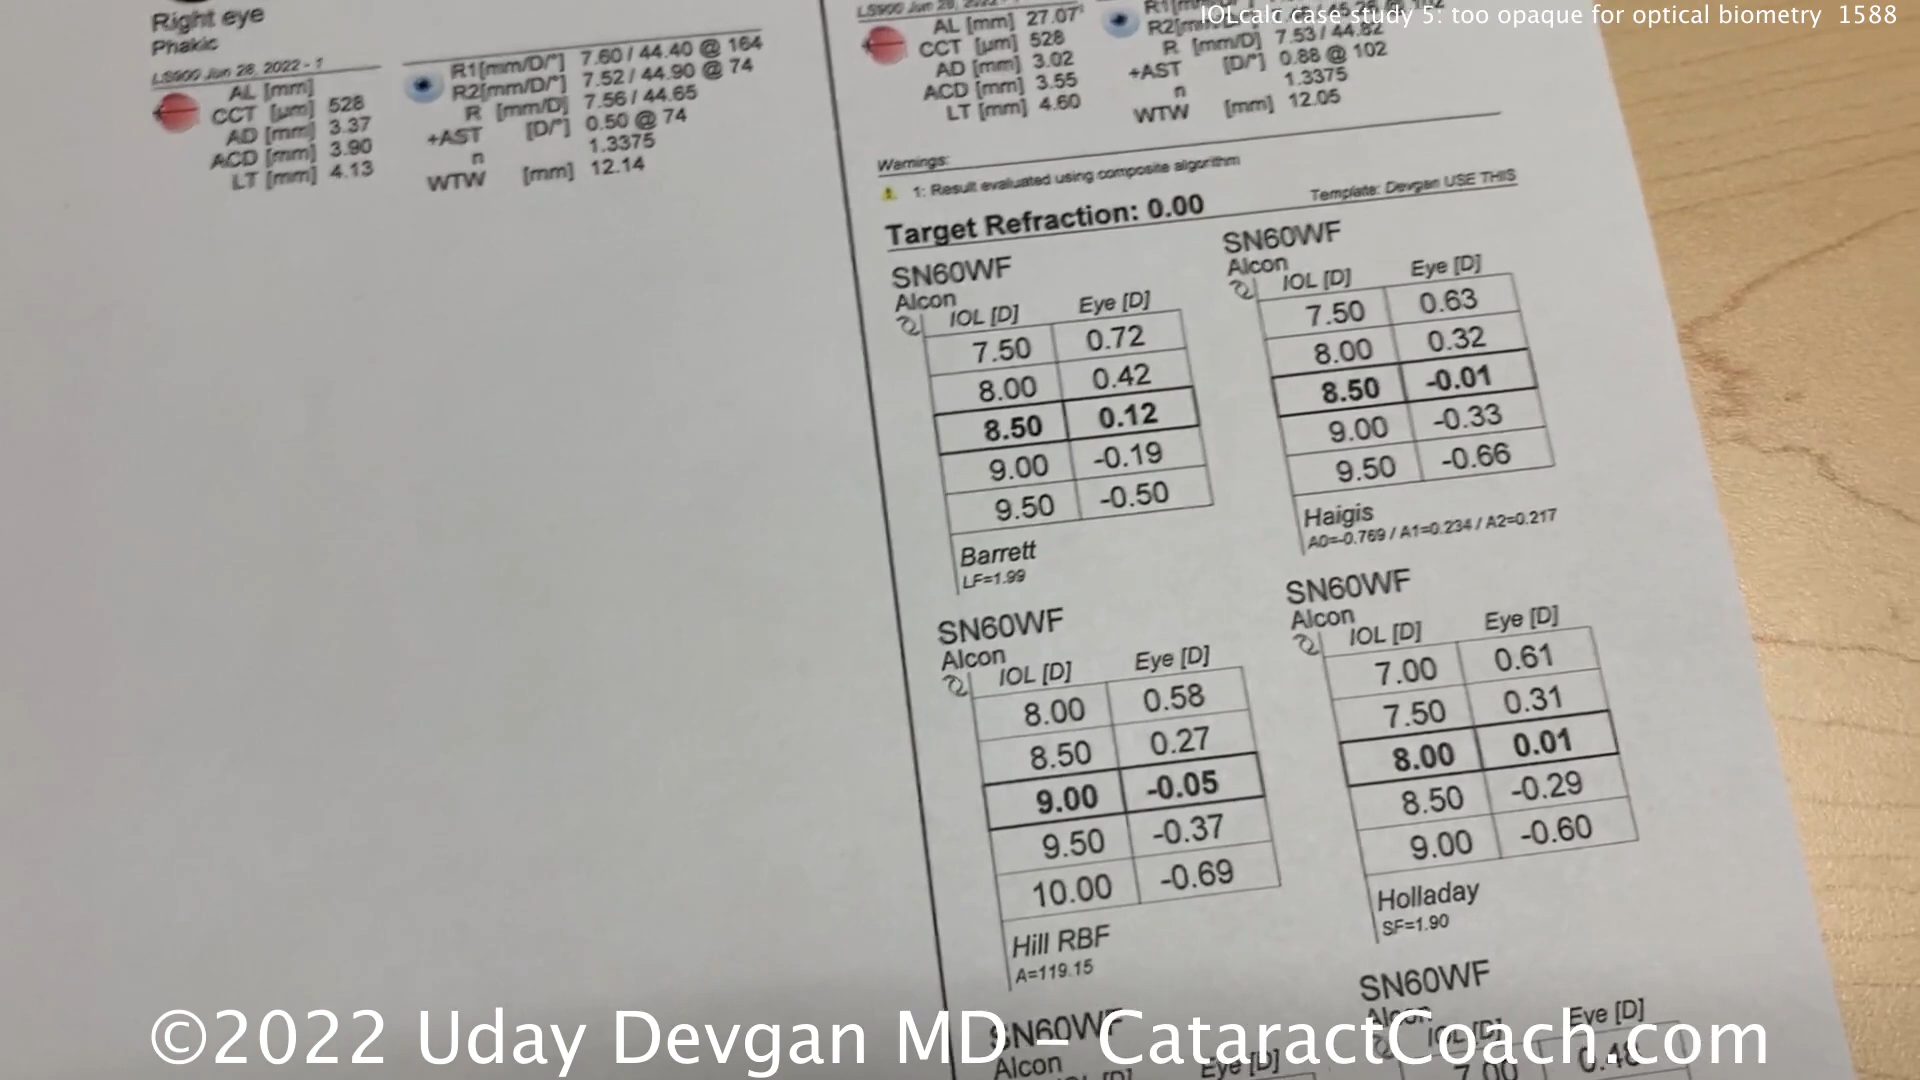 IOLcalc case study 5: too opaque for optical biometry 1588
Right eye
Phakic
LS900 Jun 28, 2022 - 1
AL [mm]
CCT [µm] 528
AD [mm] 3.37
ACD [mm] 3.90
LT [mm] 4.13
R1[mm/D/°] 7.60 / 44.40 @ 164
R2[mm/D/°] 7.52 / 44.90 @ 74
R [mm/D] 7.56 / 44.65
+AST [D/°] 0.50 @ 74
n 1.3375
WTW [mm] 12.14
AL [mm] 27.07
CCT [µm] 528
AD [mm] 3.02
ACD [mm] 3.55
LT [mm] 4.60
R [mm/D] 7.53 / 44.82
+AST [D/°] 0.88 @ 102
n 1.3375
WTW [mm] 12.05
Warnings:
1: Result evaluated using composite algorithm
Target Refraction: 0.00
Template: Devgan USE THIS
SN60WF
Alcon
IOL [D] Eye [D]
7.50 0.72
8.00 0.42
8.50 0.12
9.00 -0.19
9.50 -0.50
Barrett
LF=1.99
SN60WF
Alcon
IOL [D] Eye [D]
7.50 0.63
8.00 0.32
8.50 -0.01
9.00 -0.33
9.50 -0.66
Haigis
A0=-0.769 / A1=0.234 / A2=0.217
SN60WF
Alcon
IOL [D] Eye [D]
8.00 0.58
8.50 0.27
9.00 -0.05
9.50 -0.37
10.00 -0.69
Hill RBF
A=119.15
SN60WF
Alcon
IOL [D] Eye [D]
7.00 0.61
7.50 0.31
8.00 0.01
8.50 -0.29
9.00 -0.60
Holladay
SF=1.90
SN60WF
Alcon
Eye [D]
SN60WF
Alcon
IOL [D] Eye [D]
7.00
©2022 Uday Devgan MD – CataractCoach.com